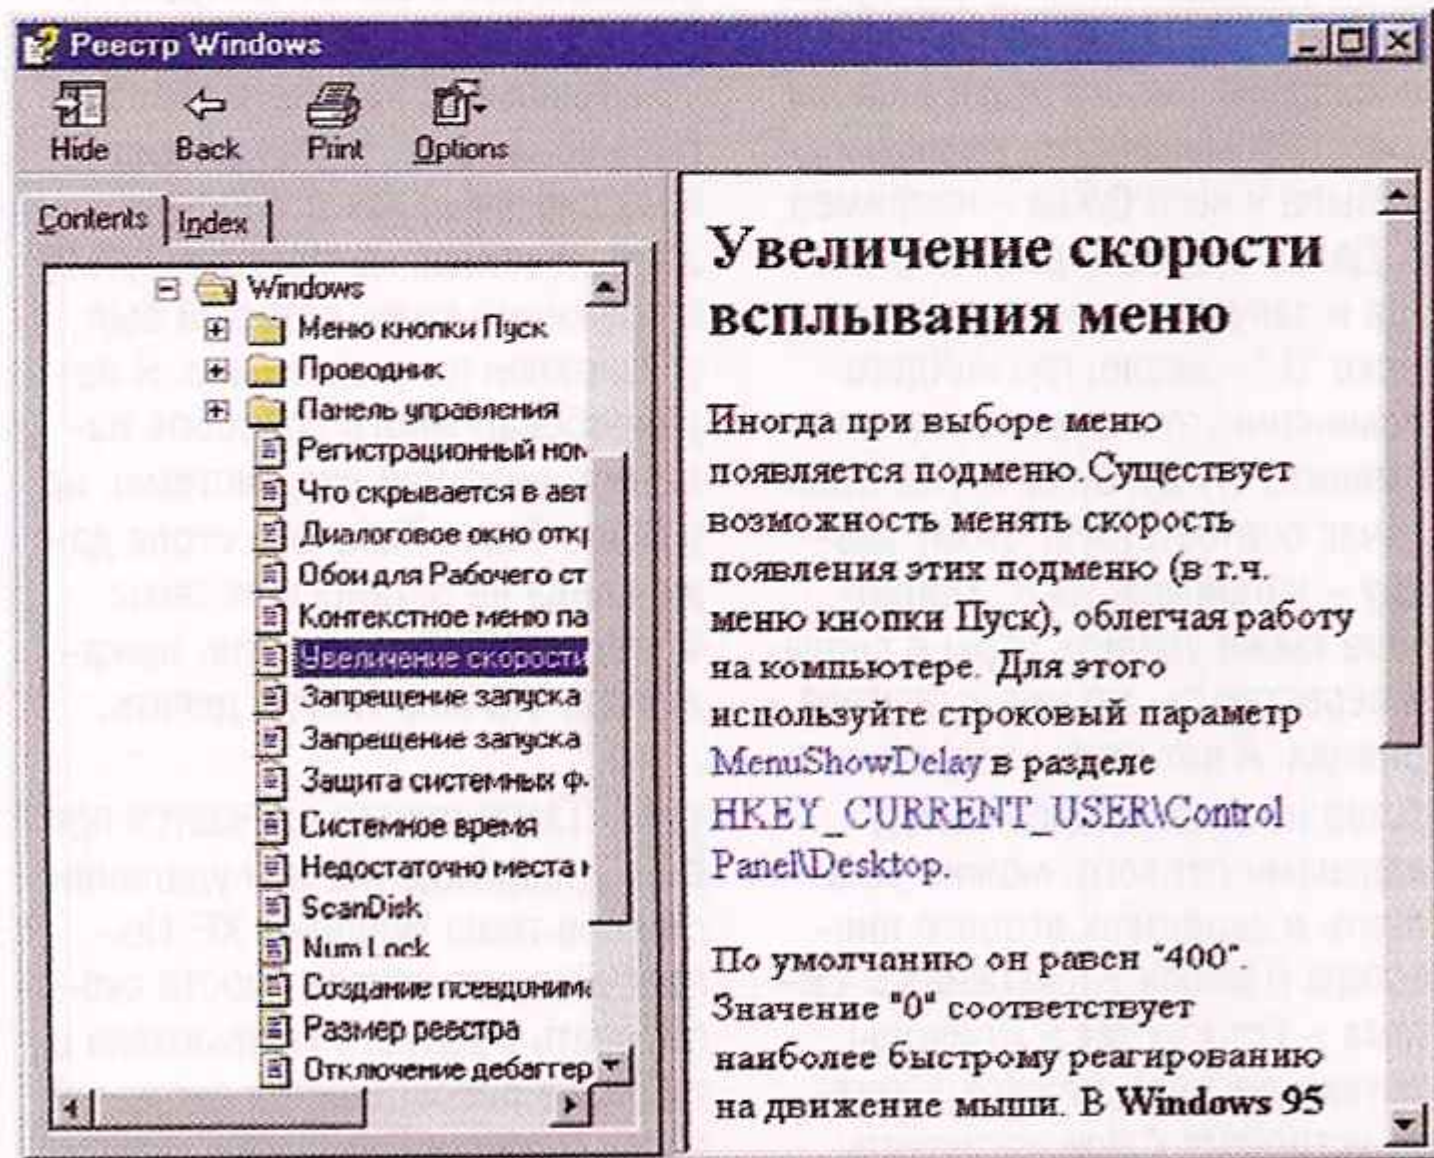 Реестр Windows
Hide Back Print Options
Contents Index
Windows
Меню кнопки Пуск
Проводник
Панель управления
Регистрационный ном
Что скрывается в авт
Диалоговое окно откр
Обои для Рабочего ст
Контекстное меню па
Увеличение скорости
Запрещение запуска
Запрещение запуска
Защита системных ф
Системное время
Недостаточно места н
ScanDisk
Num Lock
Создание псевдоним
Размер реестра
Отключение дебаггер
Увеличение скорости
всплывания меню
Иногда при выборе меню
появляется подменю.Существует
возможность менять скорость
появления этих подменю (в т.ч.
меню кнопки Пуск), облегчая работу
на компьютере. Для этого
используйте строковый параметр
MenuShowDelay в разделе
HKEY_CURRENT_USER\Control
Panel\Desktop.
По умолчанию он равен "400".
Значение "0" соответствует
наиболее быстрому реагированию
на движение мыши. В Windows 95